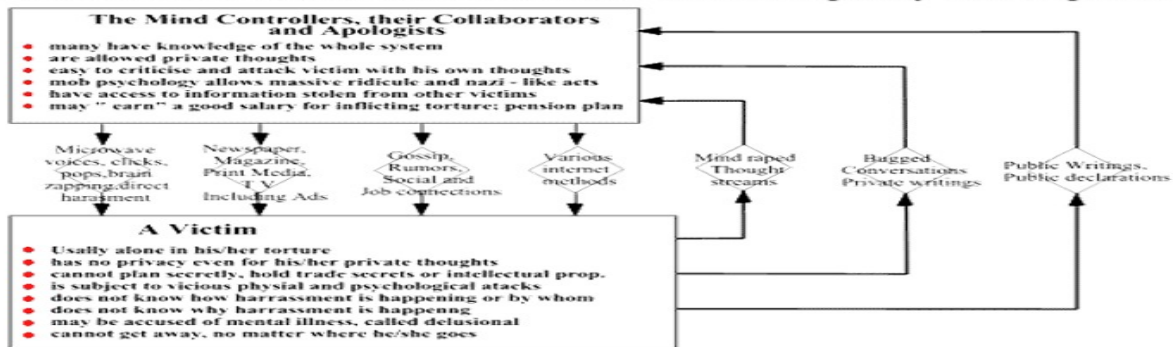 The Mind Controllers, their Collaborators
and Apologists
many have knowledge of the whole system
are allowed private thoughts
easy to criticise and attack victim with his own thoughts
mob psychology allows massive ridicule and nazi - like acts
have access to information stolen from other victims
may " earn" a good salary for inflicting torture; pension plan
Microwave
voices, clicks,
pops,brain
zapping,direct
harasment
Newspaper,
Magazine,
Print Media,
T V
Including Ads
Gossip,
Rumors,
Social and
Job connections
Various
internet
methods
Mind raped
Thought
streams
Bugged
Conversations
Private writings
Public Writings.
Public declarations
A Victim
Usally alone in his/her torture
has no privacy even for his/her private thoughts
cannot plan secretly, hold trade secrets or intellectual prop.
is subject to vicious physial and psychological atacks
does not know how harrassment is happening or by whom
does not know why harrassment is happenng
may be accused of mental illness, called delusional
cannot get away, no matter where he/she goes